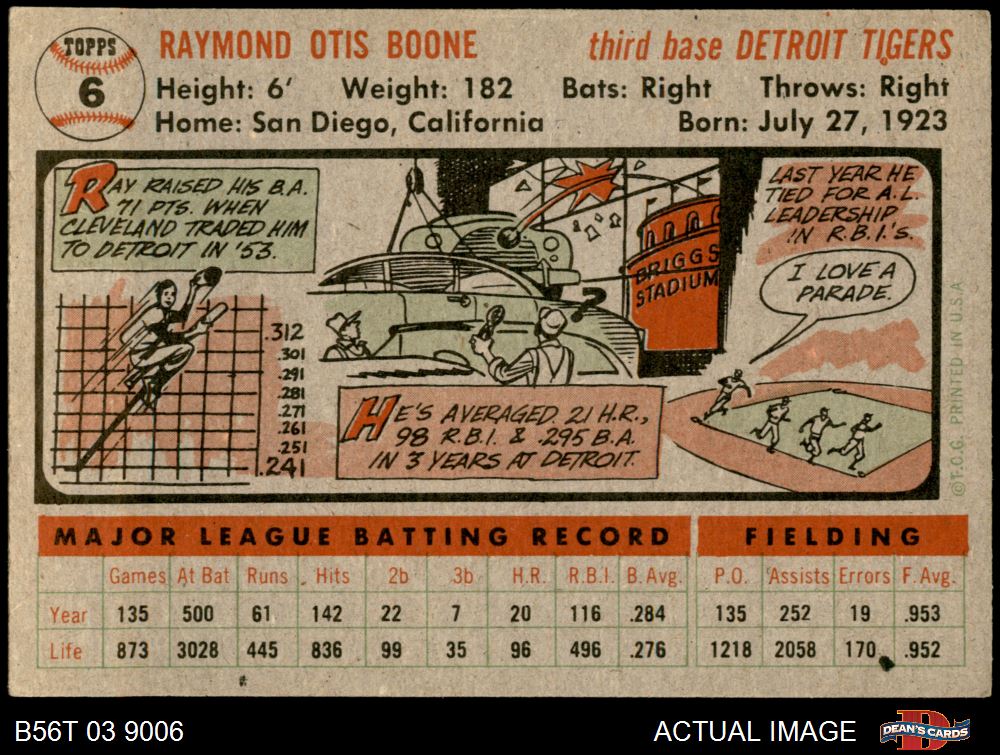 TOPPS
6
RAYMOND OTIS BOONE
third base DETROIT TIGERS
Height: 6' Weight: 182 Bats: Right Throws: Right
Home: San Diego, California Born: July 27, 1923
RAY RAISED HIS B.A.
71 PTS. WHEN
CLEVELAND TRADED HIM
TO DETROIT IN '53.
.312
.301
.291
.281
.271
.261
.251
.241
BRIGGS
STADIUM
?
HE'S AVERAGED 21 H.R.,
98 R.B.I. & .295 B.A.
IN 3 YEARS AT DETROIT.
LAST YEAR HE
TIED FOR A.L.
LEADERSHIP
IN R.B.I.'S.
I LOVE A
PARADE.
©T.C.G. PRINTED IN U.S.A.
MAJOR LEAGUE BATTING RECORD FIELDING
Games At Bat Runs Hits 2b 3b H.R. R.B.I. B. Avg. P.O. Assists Errors F. Avg.
Year 135 500 61 142 22 7 20 116 .284 135 252 19 .953
Life 873 3028 445 836 99 35 96 496 .276 1218 2058 170 .952
B56T 03 9006 ACTUAL IMAGE
D
DEAN'S CARDS